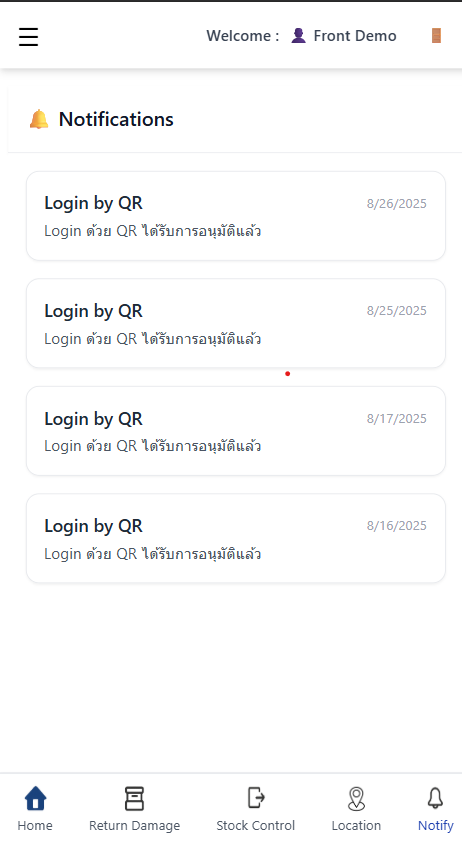 Welcome : Front Demo
Notifications
Login by QR 8/26/2025
Login ด้วย QR ได้รับการอนุมัติแล้ว
Login by QR 8/25/2025
Login ด้วย QR ได้รับการอนุมัติแล้ว
Login by QR 8/17/2025
Login ด้วย QR ได้รับการอนุมัติแล้ว
Login by QR 8/16/2025
Login ด้วย QR ได้รับการอนุมัติแล้ว
Home Return Damage Stock Control Location Notify